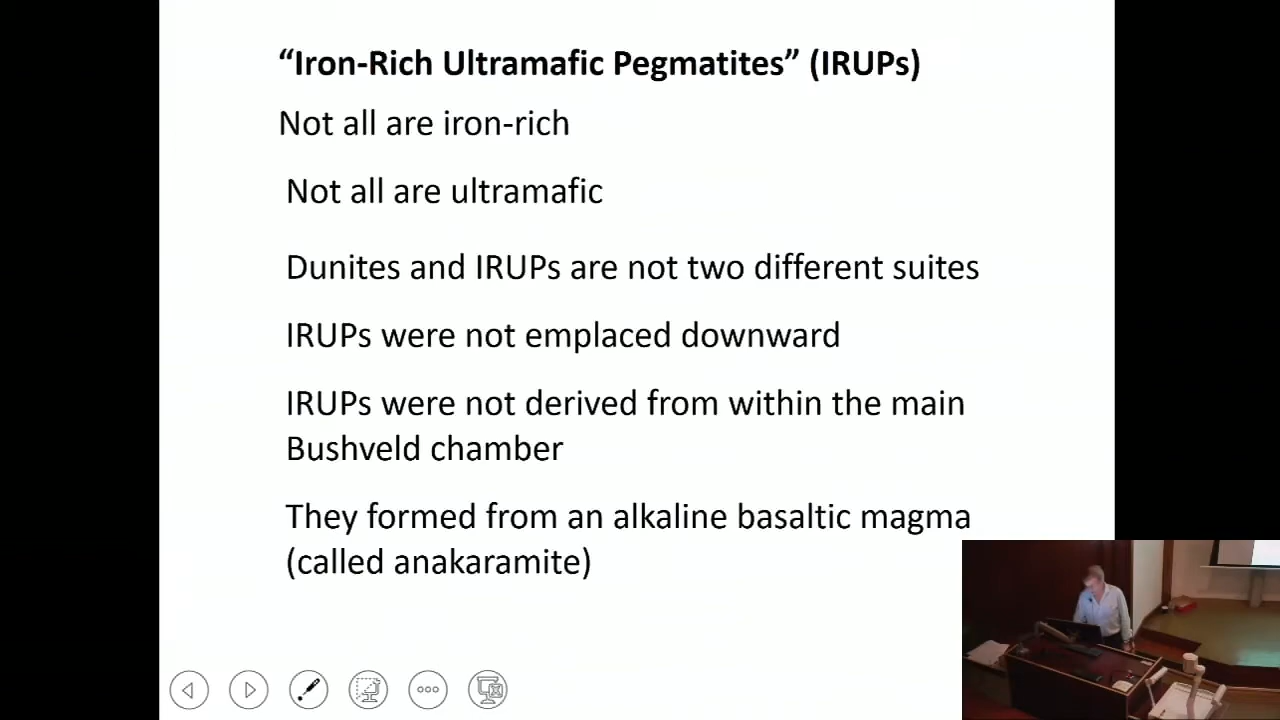 “Iron-Rich Ultramafic Pegmatites” (IRUPs)
Not all are iron-rich
Not all are ultramafic
Dunites and IRUPs are not two different suites
IRUPs were not emplaced downward
IRUPs were not derived from within the main
Bushveld chamber
They formed from an alkaline basaltic magma
(called anakaramite)